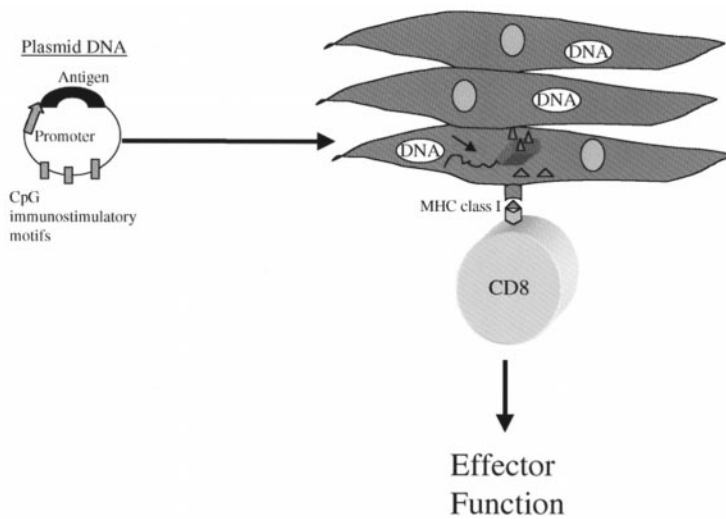 Plasmid DNA
Antigen
Promoter
CpG
immunostimulatory
motifs
DNA
DNA
DNA
MHC class I
CD8
Effector
Function